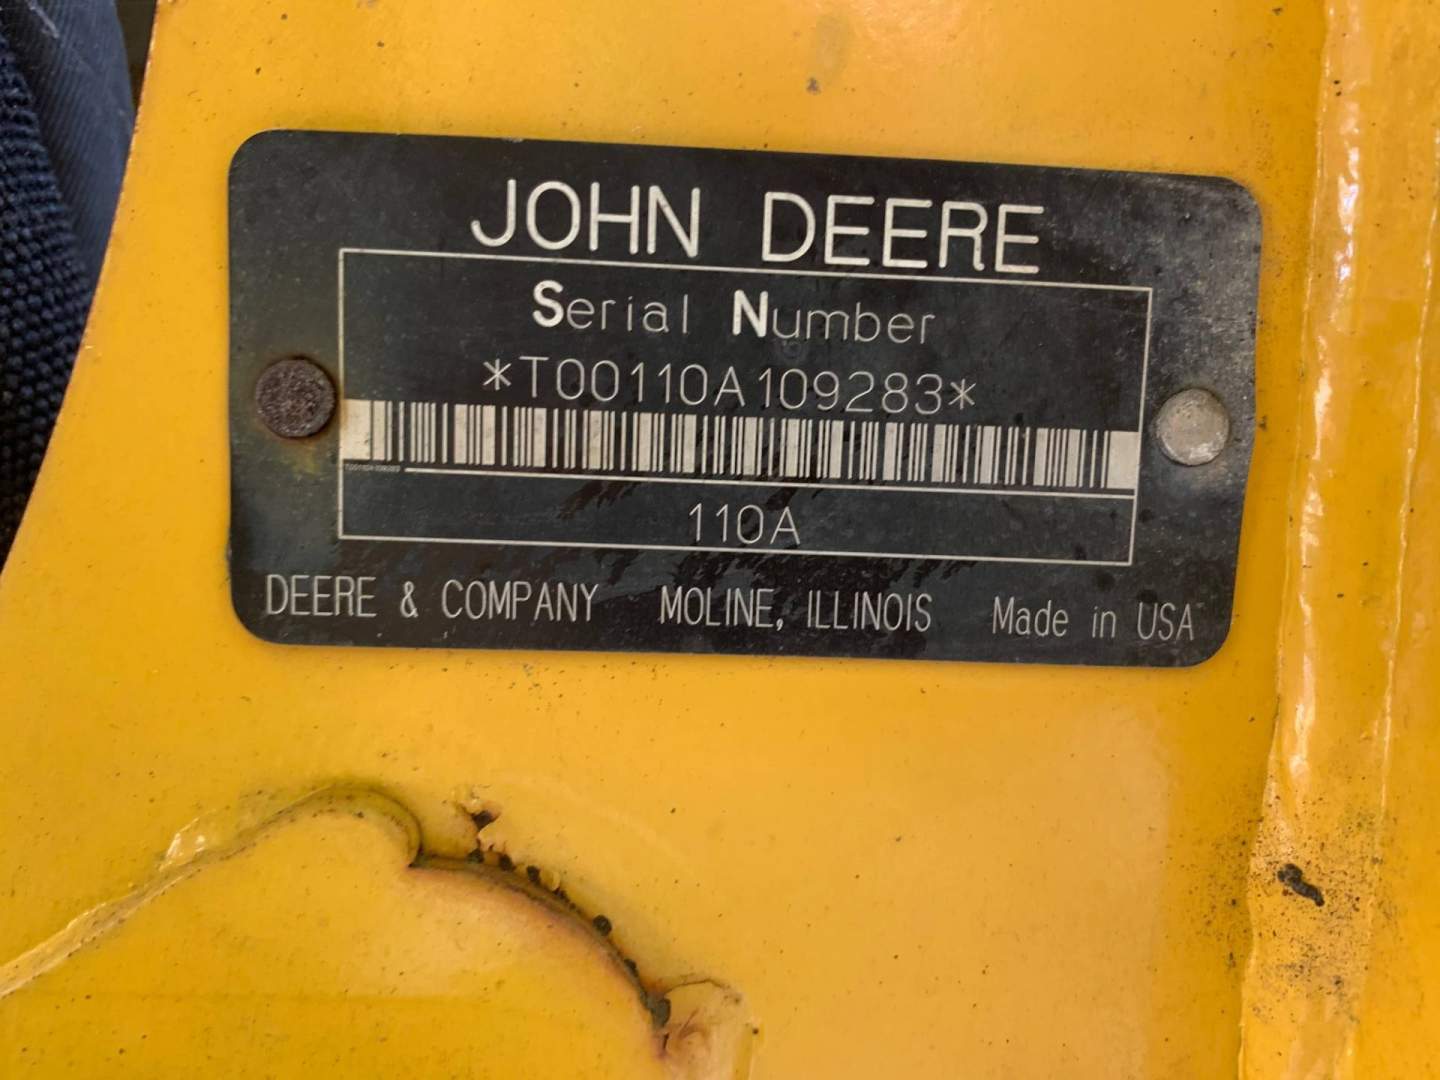 JOHN DEERE
Serial Number
*T00110A109283*
110A
DEERE & COMPANY MOLINE, ILLINOIS Made in USA